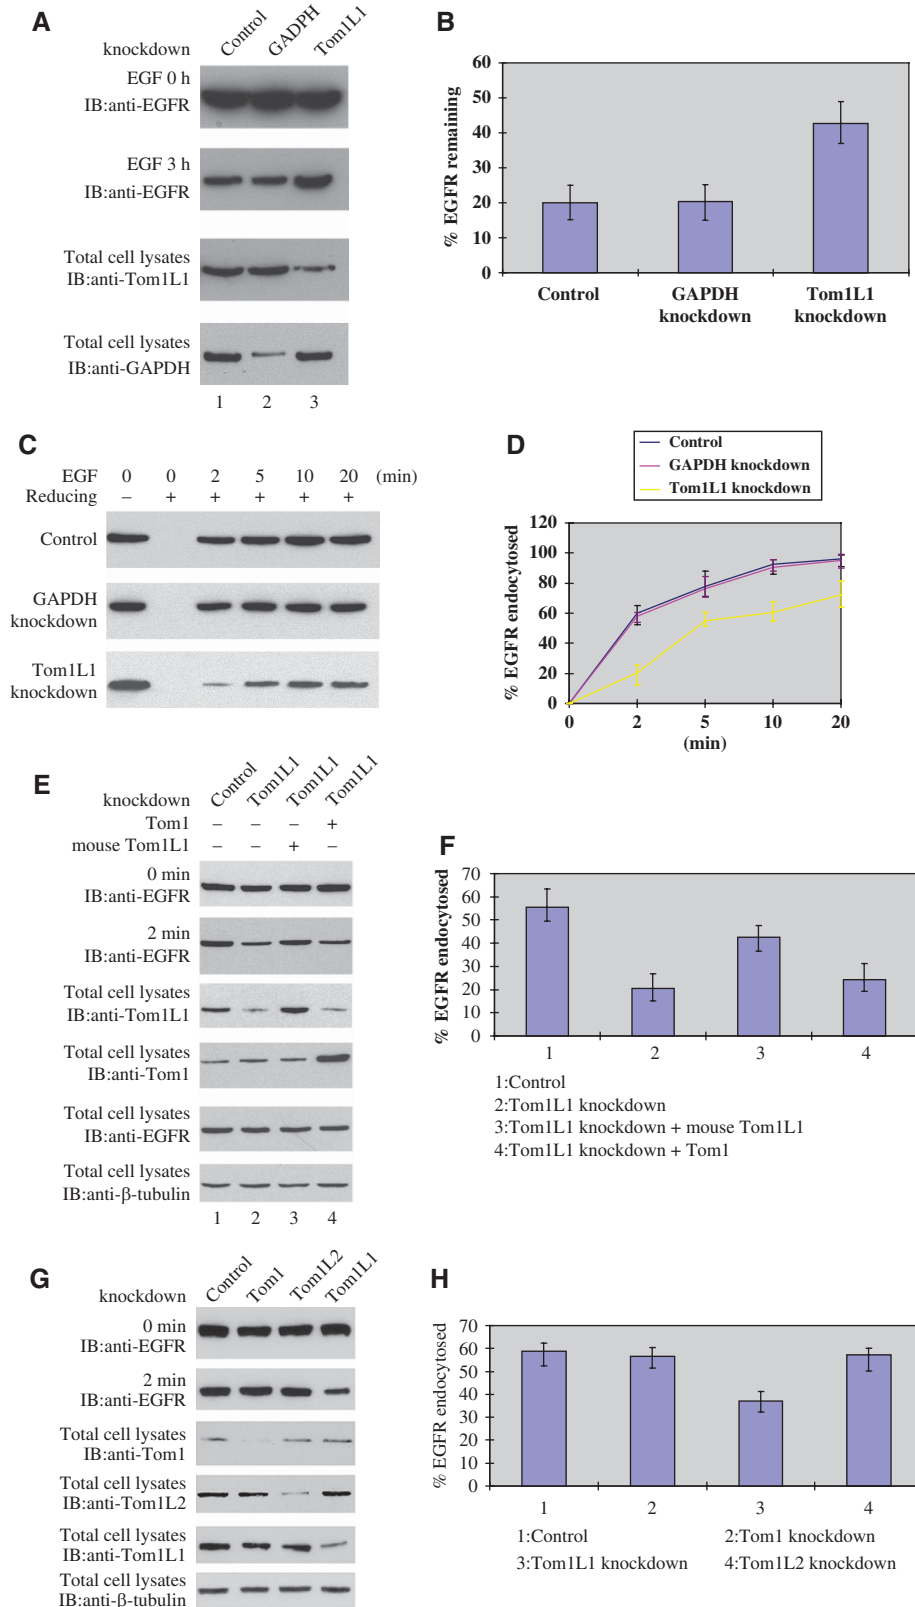 A
knockdown
Control
GADPH
Tom1L1
EGF 0 h
IB:anti-EGFR
EGF 3 h
IB:anti-EGFR
Total cell lysates
IB:anti-Tom1L1
Total cell lysates
IB:anti-GAPDH
1 2 3
B
% EGFR remaining
60
50
40
30
20
10
0
Control
GAPDH
knockdown
Tom1L1
knockdown
C
EGF 0 0 2 5 10 20 (min)
Reducing – + + + + +
Control
GAPDH
knockdown
Tom1L1
knockdown
D
Control
GAPDH knockdown
Tom1L1 knockdown
% EGFR endocytosed
120
100
80
60
40
20
0
0 2 5 10 20
(min)
E
knockdown
Control
Tom1L1
Tom1L1
Tom1L1
Tom1 – – – +
mouse Tom1L1 – – + –
0 min
IB:anti-EGFR
2 min
IB:anti-EGFR
Total cell lysates
IB:anti-Tom1L1
Total cell lysates
IB:anti-Tom1
Total cell lysates
IB:anti-EGFR
Total cell lysates
IB:anti-β-tubulin
1 2 3 4
F
% EGFR endocytosed
70
60
50
40
30
20
10
0
1 2 3 4
1:Control
2:Tom1L1 knockdown
3:Tom1L1 knockdown + mouse Tom1L1
4:Tom1L1 knockdown + Tom1
G
knockdown
Control
Tom1
Tom1L2
Tom1L1
0 min
IB:anti-EGFR
2 min
IB:anti-EGFR
Total cell lysates
IB:anti-Tom1
Total cell lysates
IB:anti-Tom1L2
Total cell lysates
IB:anti-Tom1L1
Total cell lysates
IB:anti-β-tubulin
H
% EGFR endocytosed
70
60
50
40
30
20
10
0
1 2 3 4
1:Control 2:Tom1 knockdown
3:Tom1L1 knockdown 4:Tom1L2 knockdown